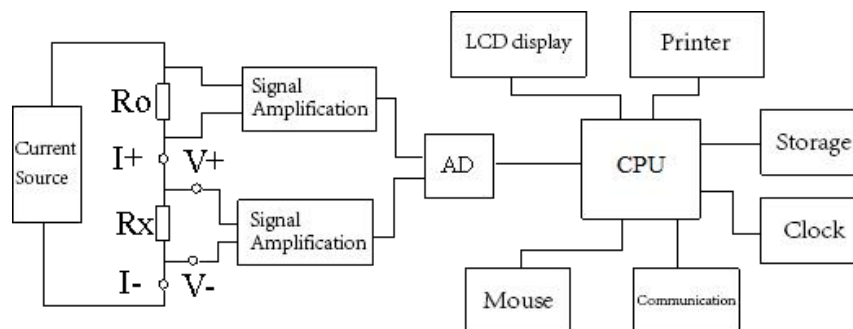 LCD display
Printer
Signal
Amplification
Ro
Current
Source
I+
V+
AD
CPU
Storage
Rx
Signal
Amplification
Clock
I-
V-
Mouse
Communication